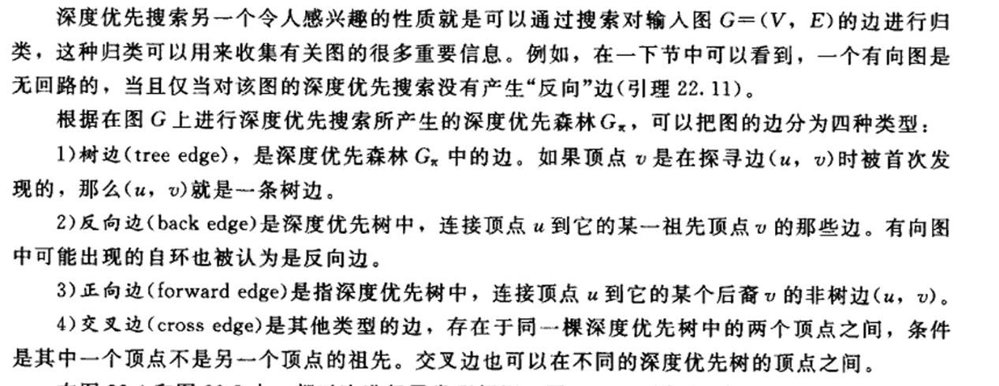 深度优先搜索另一个令人感兴趣的性质就是可以通过搜索对输入图 G=(V, E)的边进行归
类，这种归类可以用来收集有关图的很多重要信息。例如，在一下节中可以看到，一个有向图是
无回路的，当且仅当对该图的深度优先搜索没有产生“反向”边(引理 22.11)。
根据在图 G 上进行深度优先搜索所产生的深度优先森林 Gπ，可以把图的边分为四种类型：
1)树边(tree edge)，是深度优先森林 Gπ 中的边。如果顶点 v 是在探寻边(u, v)时被首次发
现的，那么(u, v)就是一条树边。
2)反向边(back edge)是深度优先树中，连接顶点 u 到它的某一祖先顶点 v 的那些边。有向图
中可能出现的自环也被认为是反向边。
3)正向边(forward edge)是指深度优先树中，连接顶点 u 到它的某个后裔 v 的非树边(u, v)。
4)交叉边(cross edge)是其他类型的边，存在于同一棵深度优先树中的两个顶点之间，条件
是其中一个顶点不是另一个顶点的祖先。交叉边也可以在不同的深度优先树的顶点之间。